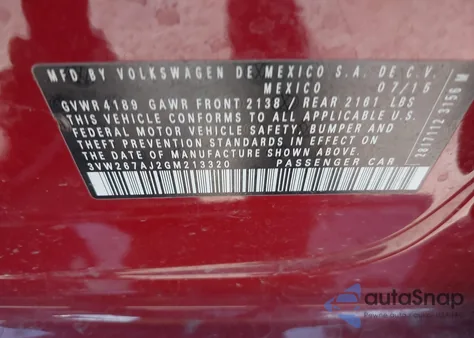 MFD BY VOLKSWAGEN DE MEXICO S.A. DE C.V.
MEXICO 07/16
GVWR 4189 GAWR FRONT 2138 / REAR 2161 LBS
THIS VEHICLE CONFORMS TO ALL APPLICABLE U.S.
FEDERAL MOTOR VEHICLE SAFETY, BUMPER AND
THEFT PREVENTION STANDARDS IN EFFECT ON
THE DATE OF MANUFACTURE SHOWN ABOVE.
3VW267AJ2GM213320 PASSENGER CAR
autoSnap